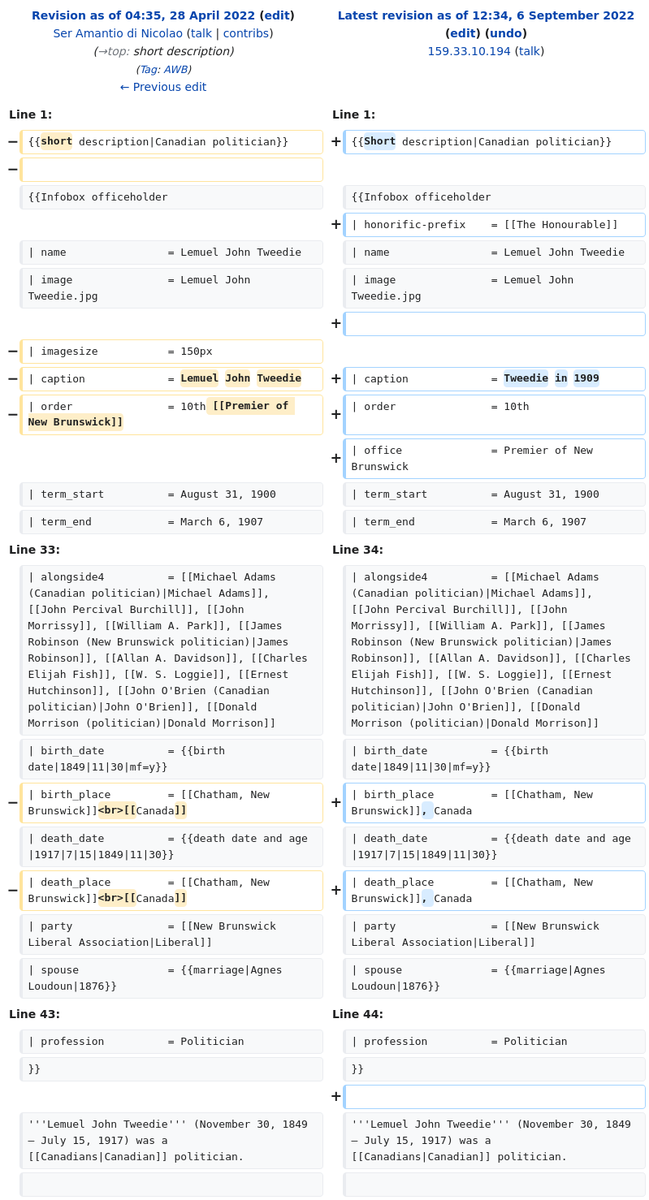 Revision as of 04:35, 28 April 2022 (edit)
Ser Amantio di Nicolao (talk | contribs)
(→top: short description)
(Tag: AWB)
← Previous edit
Latest revision as of 12:34, 6 September 2022
(edit) (undo)
159.33.10.194 (talk)
Line 1:
Line 1:
− {{short description|Canadian politician}}
+ {{Short description|Canadian politician}}
−
{{Infobox officeholder
{{Infobox officeholder
+ | honorific-prefix = [[The Honourable]]
| name = Lemuel John Tweedie
| name = Lemuel John Tweedie
| image = Lemuel John
Tweedie.jpg
| image = Lemuel John
Tweedie.jpg
+
− | imagesize = 150px
− | caption = Lemuel John Tweedie
+ | caption = Tweedie in 1909
− | order = 10th [[Premier of
New Brunswick]]
+ | order = 10th
+ | office = Premier of New
Brunswick
| term_start = August 31, 1900
| term_start = August 31, 1900
| term_end = March 6, 1907
| term_end = March 6, 1907
Line 33:
Line 34:
| alongside4 = [[Michael Adams
(Canadian politician)|Michael Adams]],
[[John Percival Burchill]], [[John
Morrissy]], [[William A. Park]], [[James
Robinson (New Brunswick politician)|James
Robinson]], [[Allan A. Davidson]], [[Charles
Elijah Fish]], [[W. S. Loggie]], [[Ernest
Hutchinson]], [[John O'Brien (Canadian
politician)|John O'Brien]], [[Donald
Morrison (politician)|Donald Morrison]]
| alongside4 = [[Michael Adams
(Canadian politician)|Michael Adams]],
[[John Percival Burchill]], [[John
Morrissy]], [[William A. Park]], [[James
Robinson (New Brunswick politician)|James
Robinson]], [[Allan A. Davidson]], [[Charles
Elijah Fish]], [[W. S. Loggie]], [[Ernest
Hutchinson]], [[John O'Brien (Canadian
politician)|John O'Brien]], [[Donald
Morrison (politician)|Donald Morrison]]
| birth_date = {{birth
date|1849|11|30|mf=y}}
| birth_date = {{birth
date|1849|11|30|mf=y}}
− | birth_place = [[Chatham, New
Brunswick]]<br>[[Canada]]
+ | birth_place = [[Chatham, New
Brunswick]], Canada
| death_date = {{death date and age
|1917|7|15|1849|11|30}}
| death_date = {{death date and age
|1917|7|15|1849|11|30}}
− | death_place = [[Chatham, New
Brunswick]]<br>[[Canada]]
+ | death_place = [[Chatham, New
Brunswick]], Canada
| party = [[New Brunswick
Liberal Association|Liberal]]
| party = [[New Brunswick
Liberal Association|Liberal]]
| spouse = {{marriage|Agnes
Loudoun|1876}}
| spouse = {{marriage|Agnes
Loudoun|1876}}
Line 43:
Line 44:
| profession = Politician
| profession = Politician
}}
}}
+
'''Lemuel John Tweedie''' (November 30, 1849
– July 15, 1917) was a
[[Canadians|Canadian]] politician.
'''Lemuel John Tweedie''' (November 30, 1849
– July 15, 1917) was a
[[Canadians|Canadian]] politician.